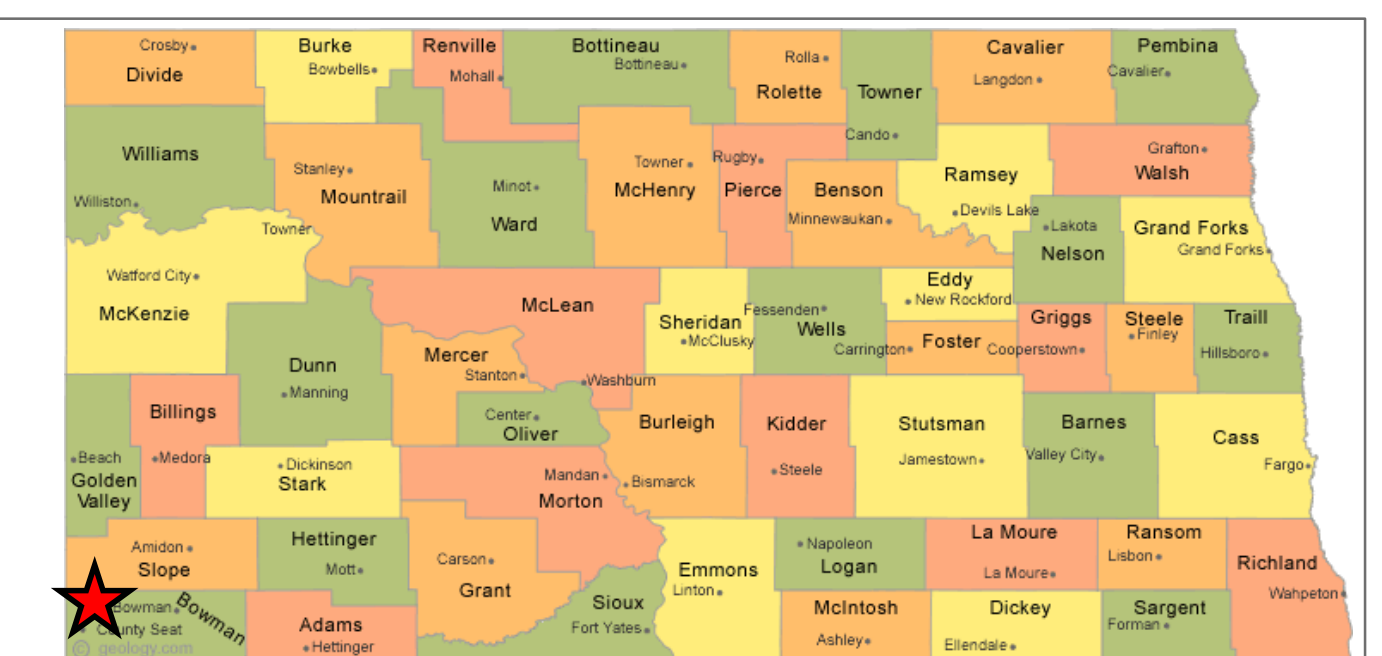 Crosby
Divide
Burke
Bowbells
Renville
Mohall
Bottineau
Bottineau
Rolla
Rolette
Towner
Cando
Cavalier
Langdon
Pembina
Cavalier
Williams
Williston
Stanley
Mountrail
Towner
Minot
Ward
Towner
McHenry
Rugby
Pierce
Benson
Minnewaukan
Ramsey
Devils Lake
Grafton
Walsh
Lakota
Nelson
Grand Forks
Grand Forks
Watford City
McKenzie
Dunn
Manning
McLean
Washburn
Mercer
Stanton
Center
Oliver
Sheridan
McClusky
Fessenden
Wells
Eddy
New Rockford
Carrington
Foster
Griggs
Cooperstown
Steele
Finley
Traill
Hillsboro
Beach
Golden
Valley
Billings
Medora
Dickinson
Stark
Mandan
Morton
Burleigh
Bismarck
Kidder
Steele
Stutsman
Jamestown
Barnes
Valley City
Cass
Fargo
Amidon
Slope
Hettinger
Mott
Carson
Grant
Sioux
Fort Yates
Emmons
Linton
Napoleon
Logan
La Moure
La Moure
Ransom
Lisbon
Richland
Wahpeton
Bowman
County Seat
Bowman
Adams
Hettinger
McIntosh
Ashley
Dickey
Ellendale
Sargent
Forman
© geology.com